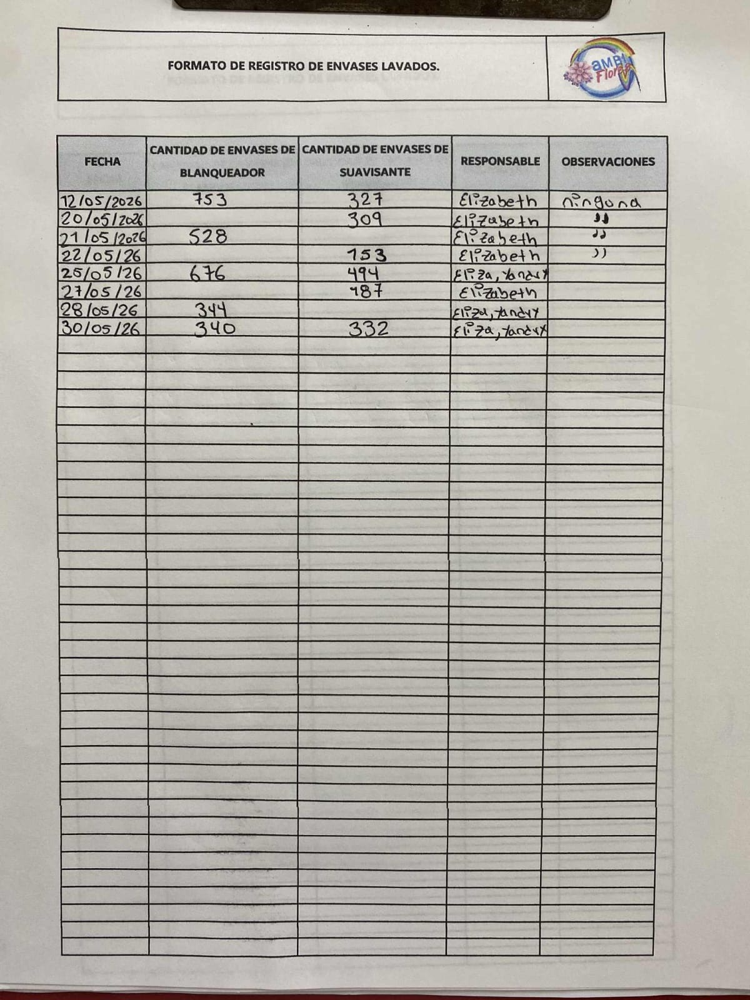 FORMATO DE REGISTRO DE ENVASES LAVADOS.
AMBI
Flores
FECHA CANTIDAD DE ENVASES DE BLANQUEADOR CANTIDAD DE ENVASES DE SUAVISANTE RESPONSABLE OBSERVACIONES
12/05/2026 753 327 Elizabeth ninguna
20/05/2026 309 Elizabeth ''
21/05/2026 528 Elizabeth ''
22/05/26 153 Elizabeth ''
25/05/26 676 494 Eliza, Yandry
27/05/26 187 Elizabeth
28/05/26 344 Eliza, Yandry
30/05/26 340 332 Eliza, Yandry